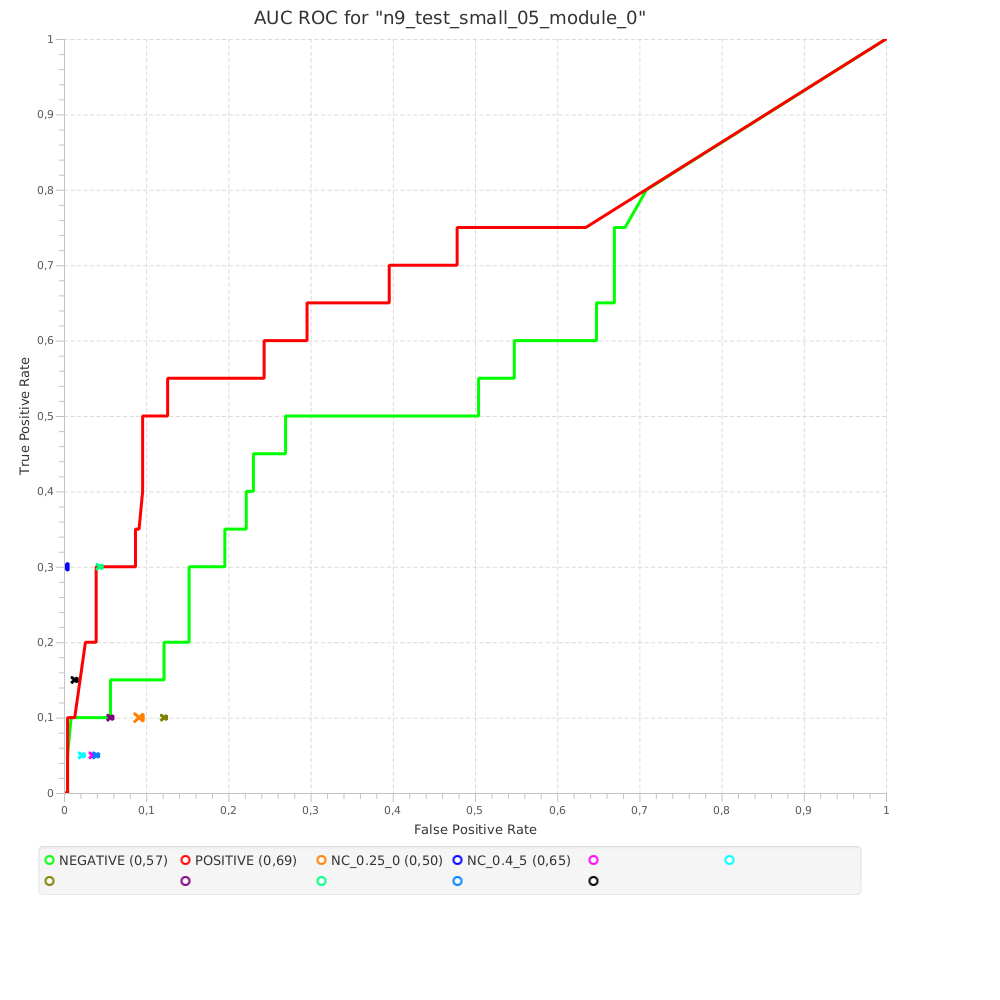 AUC ROC for "n9_test_small_05_module_0"
1
0,9
0,8
0,7
0,6
0,5
0,4
0,3
0,2
0,1
0
True Positive Rate
0 0,1 0,2 0,3 0,4 0,5 0,6 0,7 0,8 0,9 1
False Positive Rate
NEGATIVE (0,57) POSITIVE (0,69) NC_0.25_0 (0,50) NC_0.4_5 (0,65)